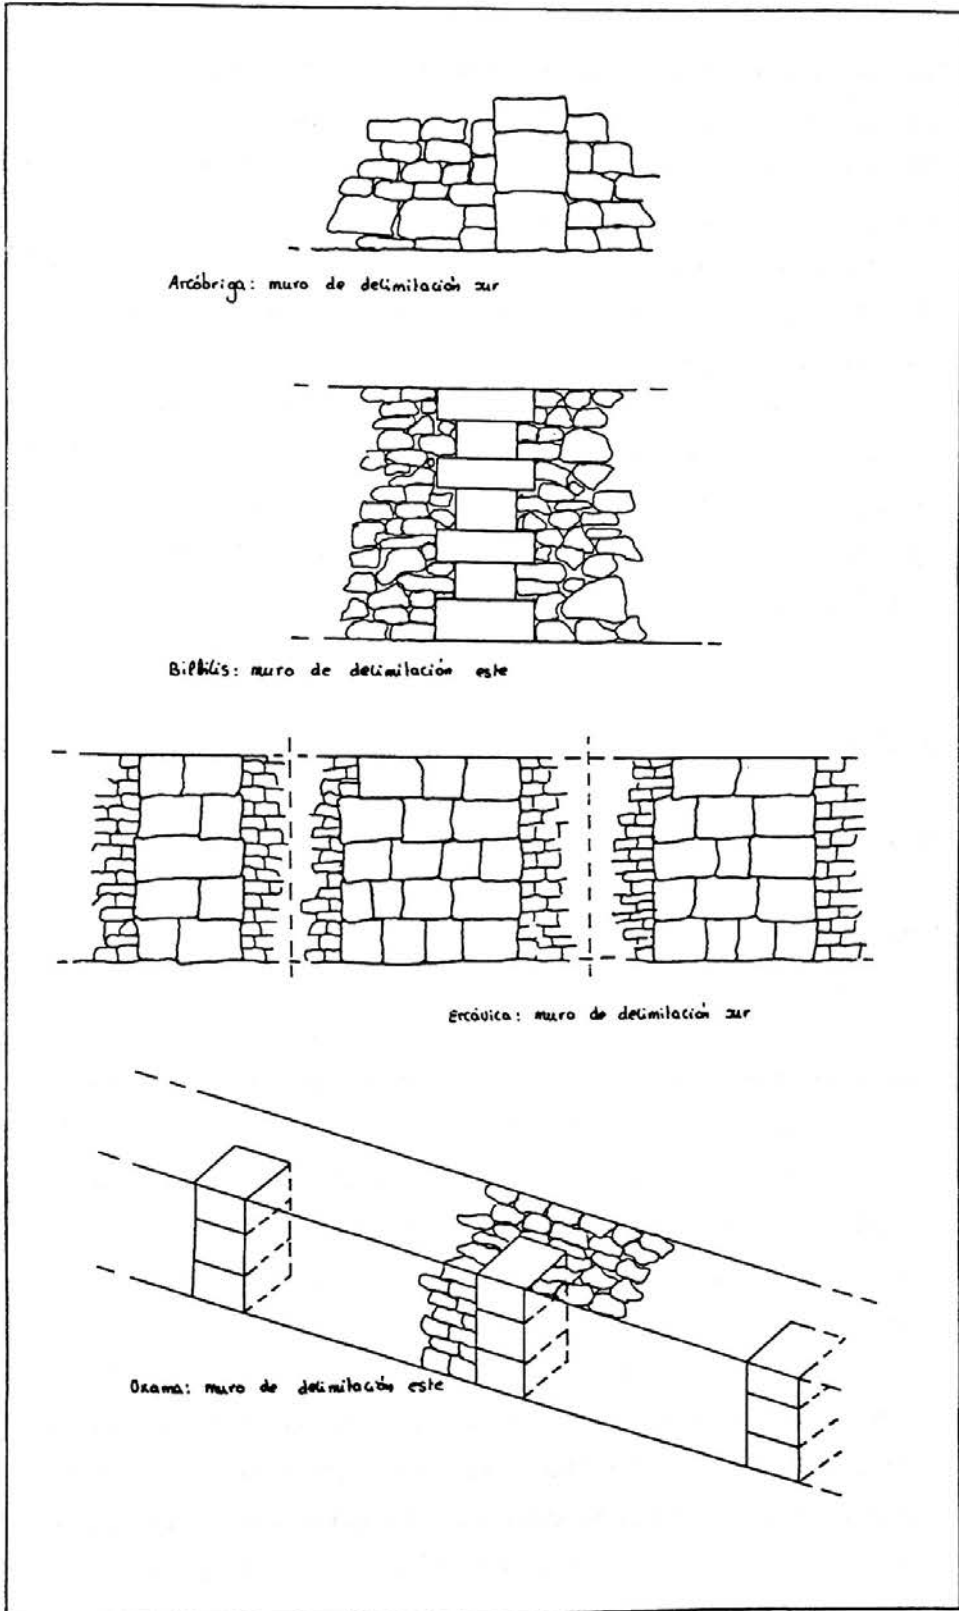 Arcóbriga: muro de delimitación sur
Bilbilis: muro de delimitación este
Ercávica: muro de delimitación sur
Uxama: muro de delimitación este